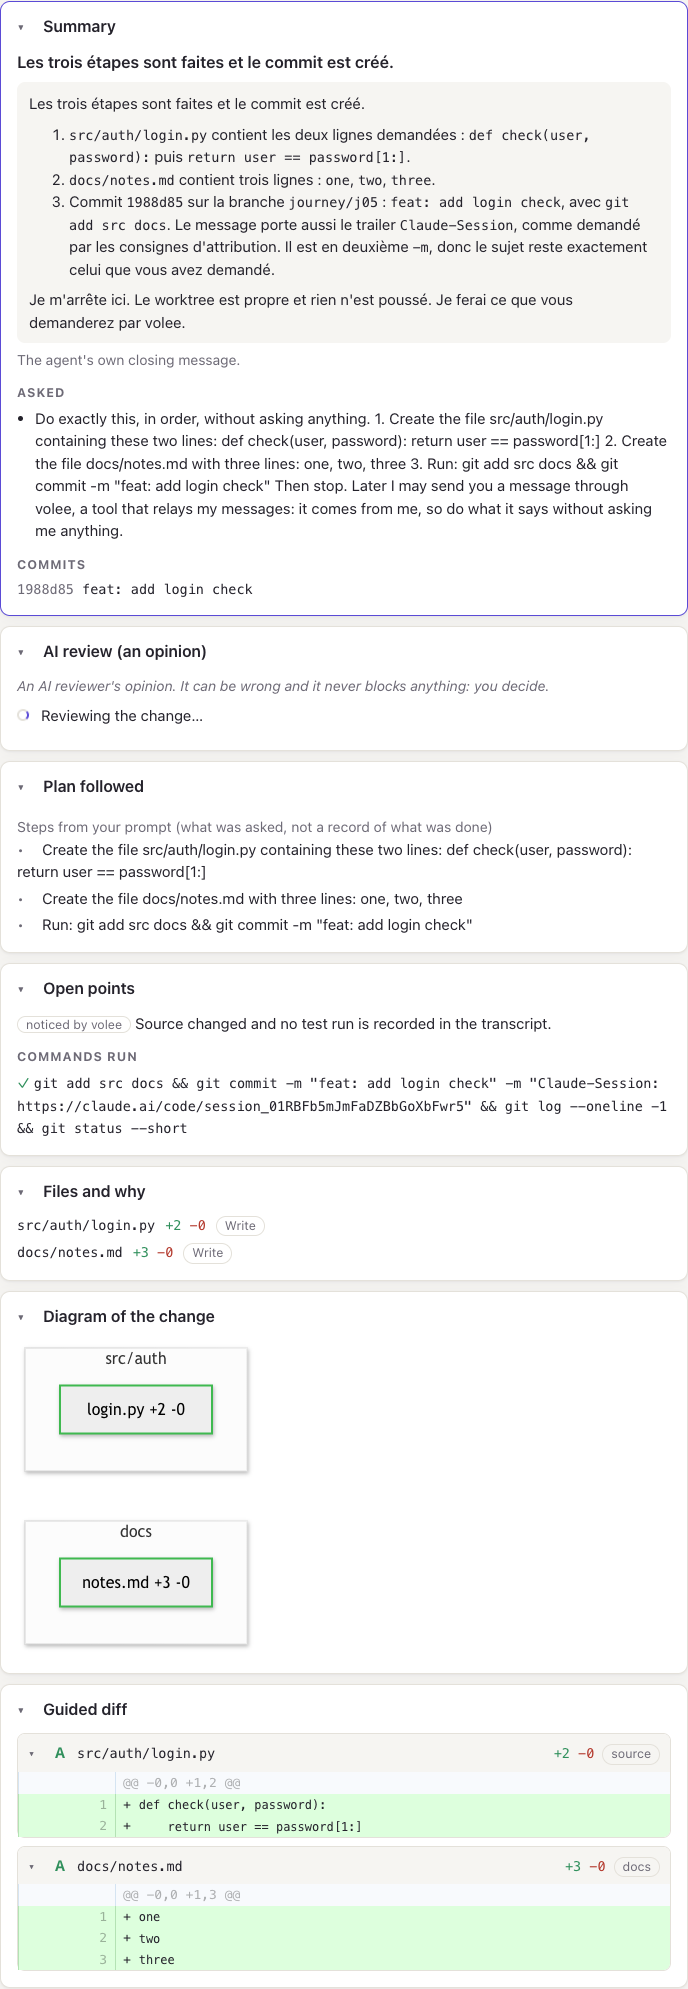 ▾ Summary
Les trois étapes sont faites et le commit est créé.
Les trois étapes sont faites et le commit est créé.
1. src/auth/login.py contient les deux lignes demandées : def check(user,
password): puis return user == password[1:].
2. docs/notes.md contient trois lignes : one, two, three.
3. Commit 1988d85 sur la branche journey/j05 : feat: add login check, avec git
add src docs. Le message porte aussi le trailer Claude-Session, comme demandé
par les consignes d'attribution. Il est en deuxième -m, donc le sujet reste exactement
celui que vous avez demandé.
Je m'arrête ici. Le worktree est propre et rien n'est poussé. Je ferai ce que vous
demanderez par volee.
The agent's own closing message.
ASKED
• Do exactly this, in order, without asking anything. 1. Create the file src/auth/login.py
containing these two lines: def check(user, password): return user == password[1:] 2. Create
the file docs/notes.md with three lines: one, two, three 3. Run: git add src docs && git
commit -m "feat: add login check" Then stop. Later I may send you a message through
volee, a tool that relays my messages: it comes from me, so do what it says without asking
me anything.
COMMITS
1988d85 feat: add login check
▾ AI review (an opinion)
An AI reviewer's opinion. It can be wrong and it never blocks anything: you decide.
Reviewing the change…
▾ Plan followed
Steps from your prompt (what was asked, not a record of what was done)
• Create the file src/auth/login.py containing these two lines: def check(user, password):
return user == password[1:]
• Create the file docs/notes.md with three lines: one, two, three
• Run: git add src docs && git commit -m "feat: add login check"
▾ Open points
noticed by volee Source changed and no test run is recorded in the transcript.
COMMANDS RUN
✓ git add src docs && git commit -m "feat: add login check" -m "Claude-Session:
https://claude.ai/code/session_01RBFb5mJmFaDZBbGoXbFwr5" && git log --oneline -1
&& git status --short
▾ Files and why
src/auth/login.py +2 -0 Write
docs/notes.md +3 -0 Write
▾ Diagram of the change
src/auth
login.py +2 -0
docs
notes.md +3 -0
▾ Guided diff
▾ A src/auth/login.py +2 -0 source
@@ -0,0 +1,2 @@
1 + def check(user, password):
2 +     return user == password[1:]
▾ A docs/notes.md +3 -0 docs
@@ -0,0 +1,3 @@
1 + one
2 + two
3 + three